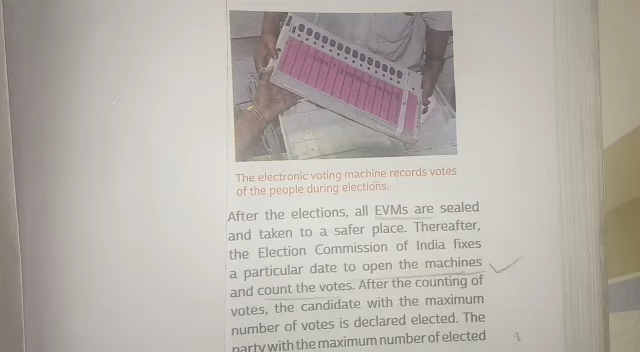 The electronic voting machine records votes
of the people during elections.
After the elections, all EVMs are sealed
and taken to a safer place. Thereafter,
the Election Commission of India fixes
a particular date to open the machines
and count the votes. After the counting of
votes, the candidate with the maximum
number of votes is declared elected. The
party with the maximum number of elected